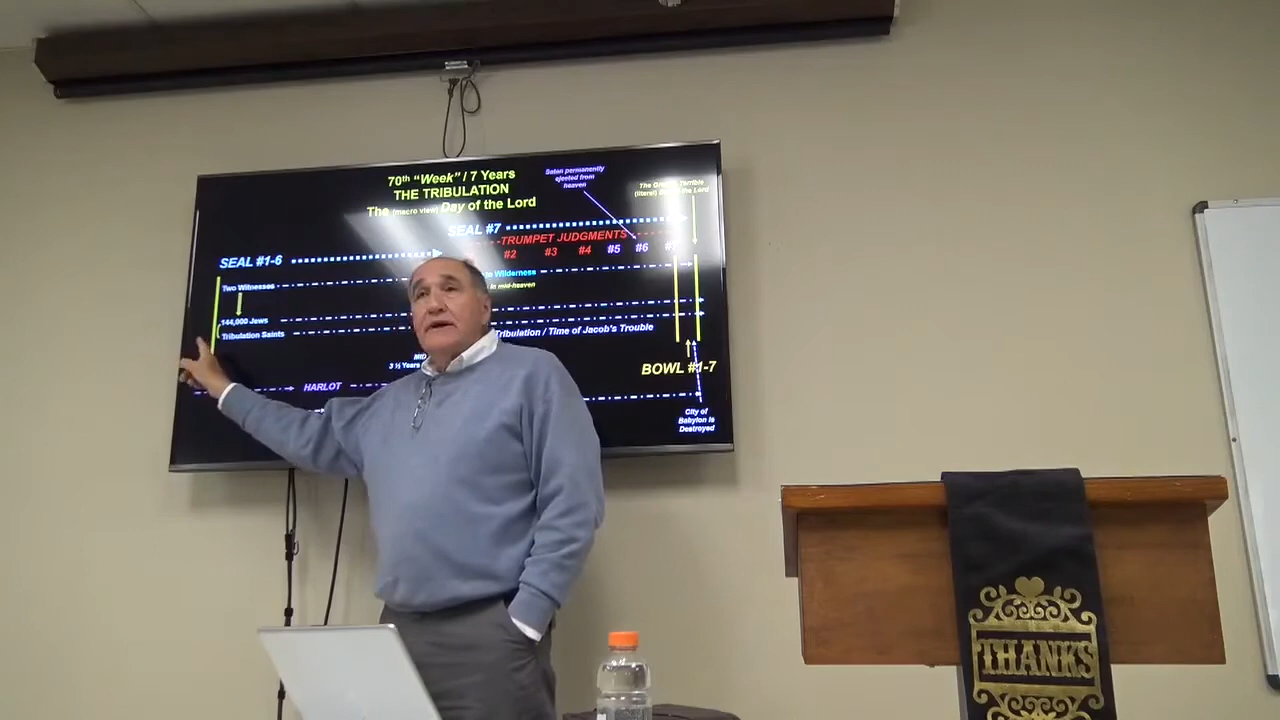 70th "Week" / 7 Years
THE TRIBULATION
The (macro view) Day of the Lord
Satan permanently
ejected from
heaven
The Terrible
(literal) the Lord
SEAL #7
TRUMPET JUDGMENTS
#2 #3 #4 #5 #6
SEAL #1-6
Two Witnesses
to Wilderness
in mid-heaven
144,000 Jews
Tribulation Saints
Tribulation / Time of Jacob's Trouble
MID
3 ½ Years
BOWL #1-7
HARLOT
City of
Babylon is
Destroyed
THANKS